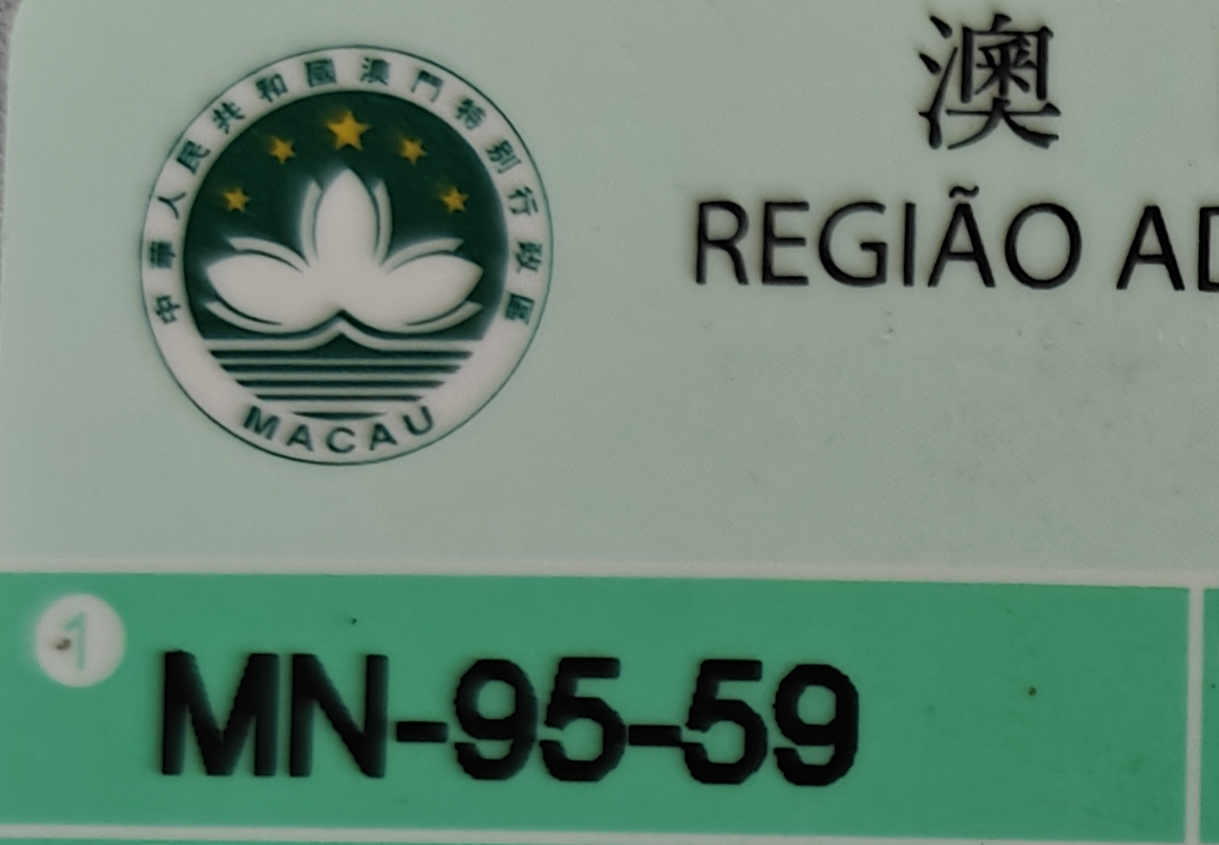 中華人民共和國澳門特別行政區
MACAU
澳
REGIÃO AD
1
MN-95-59